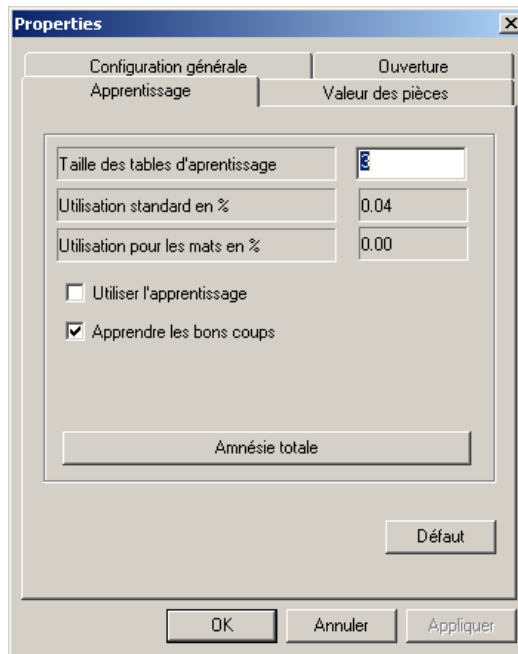 Properties
Configuration générale
Ouverture
Apprentissage
Valeur des pièces
Taille des tables d'aprentissage
3
Utilisation standard en %
0.04
Utilisation pour les mats en %
0.00
Utiliser l'apprentissage
Apprendre les bons coups
Amnésie totale
Défaut
OK
Annuler
Appliquer